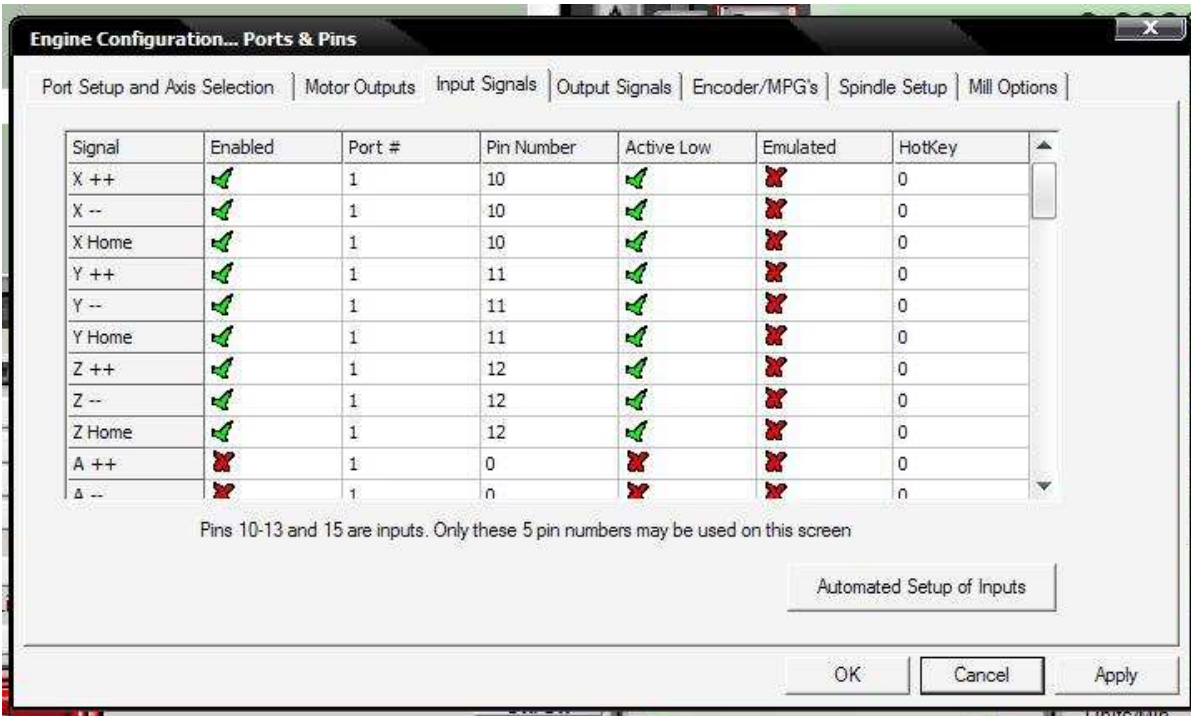 Engine Configuration... Ports & Pins
Port Setup and Axis Selection Motor Outputs Input Signals Output Signals Encoder/MPG's Spindle Setup Mill Options
Signal Enabled Port # Pin Number Active Low Emulated HotKey
X ++ 1 10 0
X -- 1 10 0
X Home 1 10 0
Y ++ 1 11 0
Y -- 1 11 0
Y Home 1 11 0
Z ++ 1 12 0
Z -- 1 12 0
Z Home 1 12 0
A ++ 1 0 0
A -- 1 0 0
Pins 10-13 and 15 are inputs. Only these 5 pin numbers may be used on this screen
Automated Setup of Inputs
OK Cancel Apply